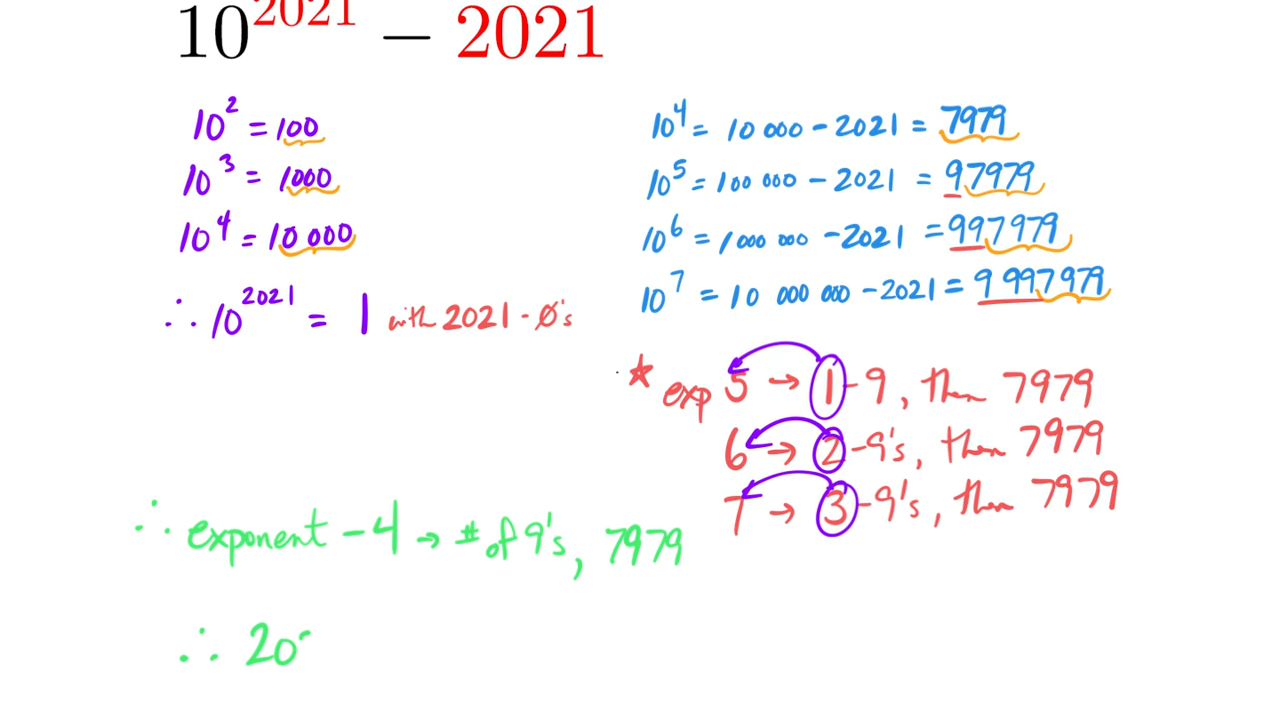 10^2021 − 2021
10^2 = 100
10^3 = 1000
10^4 = 10 000
∴ 10^2021 = 1 with 2021 - 0's
10^4 = 10 000 - 2021 = 7979
10^5 = 100 000 - 2021 = 97979
10^6 = 1000 000 - 2021 = 997979
10^7 = 10 000 000 - 2021 = 9 997979
* exp 5 → 1-9, then 7979
6 → 2-9's, then 7979
7 → 3-9's, then 7979
∴ exponent - 4 → # of 9's, 7979
∴ 20